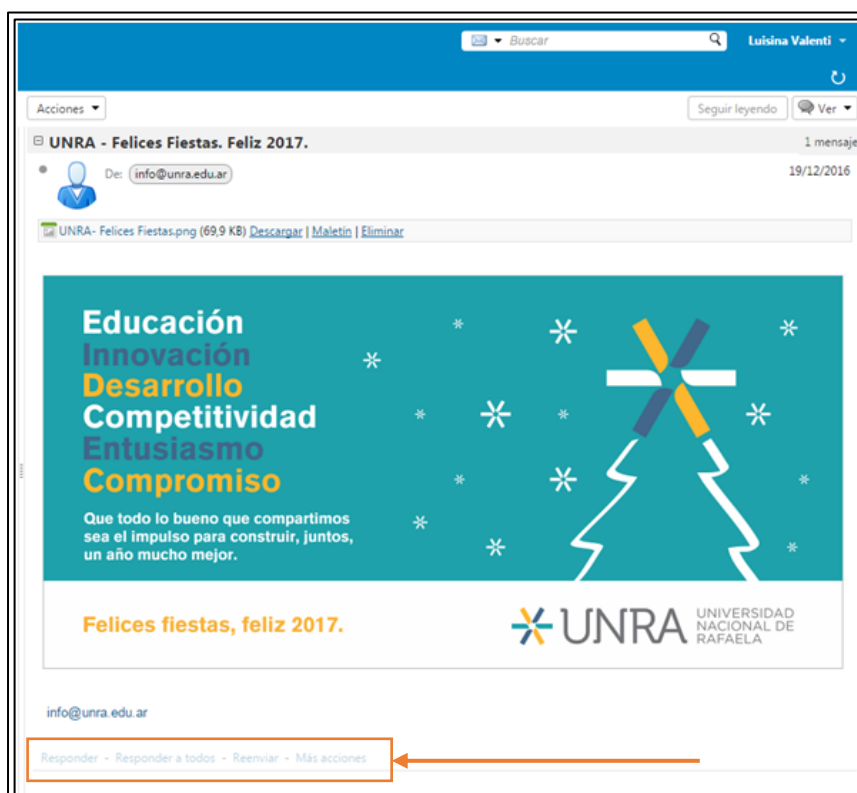 Buscar
Luisina Valenti
Acciones
Seguir leyendo
Ver
UNRA - Felices Fiestas. Feliz 2017.
1 mensaje
De: info@unra.edu.ar
19/12/2016
UNRA- Felices Fiestas.png (69,9 KB) Descargar | Maletín | Eliminar
Educación
Innovación
Desarrollo
Competitividad
Entusiasmo
Compromiso
Que todo lo bueno que compartimos
sea el impulso para construir, juntos,
un año mucho mejor.
Felices fiestas, feliz 2017.
UNRA
UNIVERSIDAD
NACIONAL DE
RAFAELA
info@unra.edu.ar
Responder - Responder a todos - Reenviar - Más acciones